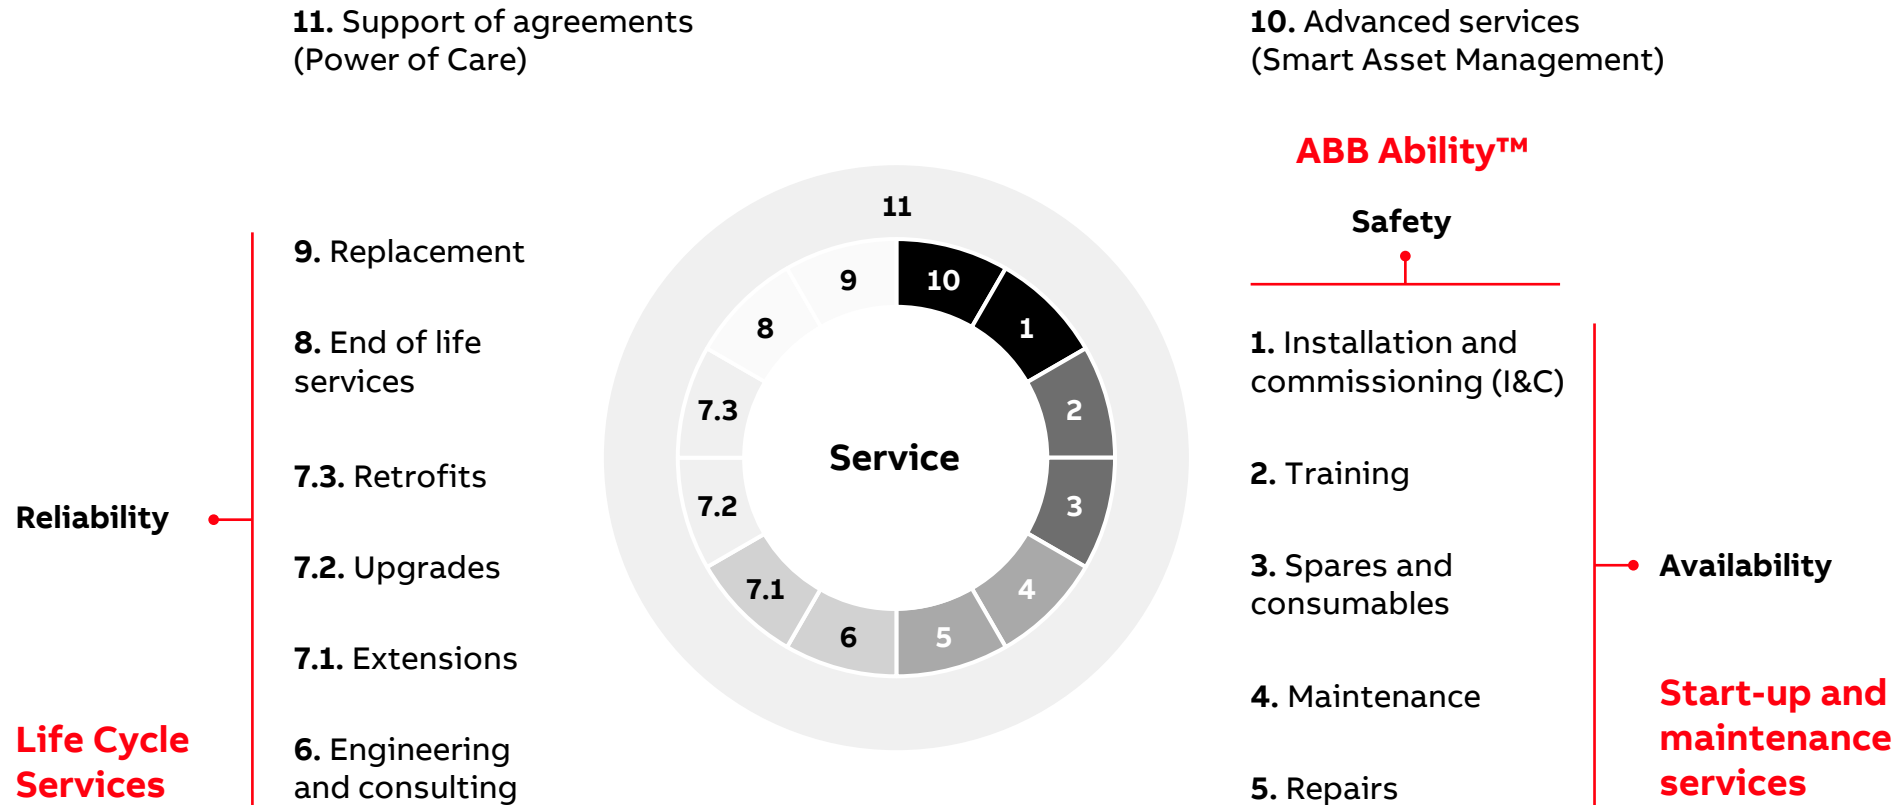 11. Support of agreements
(Power of Care)
10. Advanced services
(Smart Asset Management)
ABB Ability™
Safety
9. Replacement
8. End of life
services
7.3. Retrofits
Reliability
7.2. Upgrades
7.1. Extensions
Life Cycle
Services
6. Engineering
and consulting
11
9
10
8
1
7.3
2
Service
7.2
3
7.1
4
6
5
1. Installation and
commissioning (I&C)
2. Training
3. Spares and
consumables
Availability
4. Maintenance
Start-up and
maintenance
services
5. Repairs